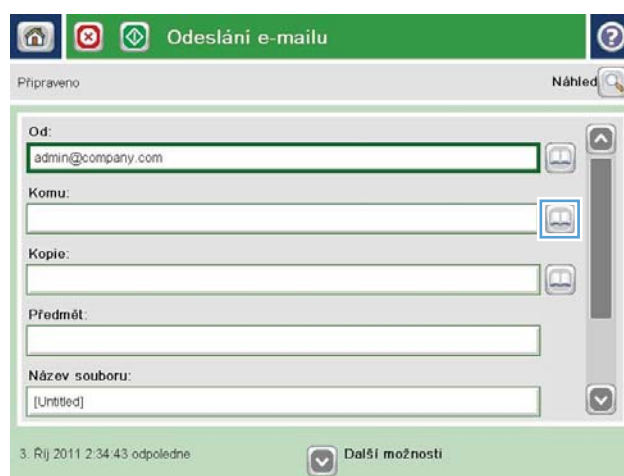 Odeslání e-mailu
Připraveno
Náhled
Od:
admin@company.com
Komu:
Kopie:
Předmět:
Název souboru:
[Untitled]
3. Říj 2011 2:34:43 odpoledne
Další možnosti